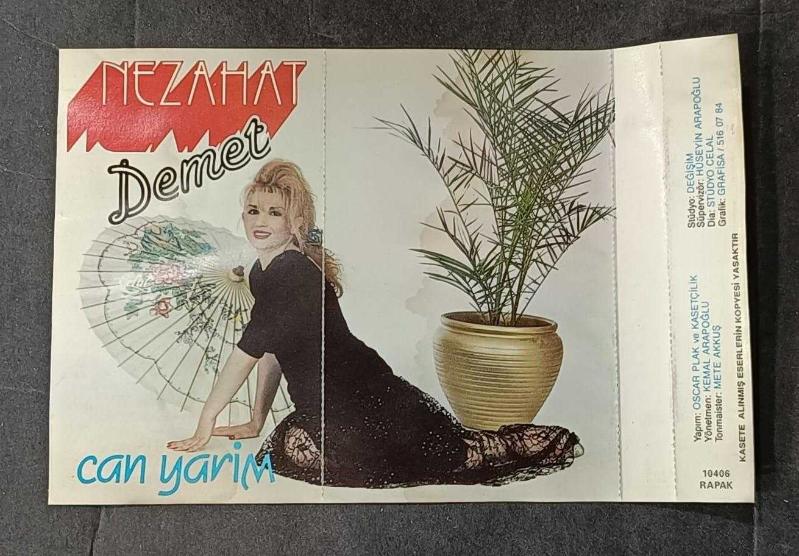 NEZAHAT
Demet
can yarim
Yapım: OSCAR PLAK ve KASETÇİLİK
Yönetmen: KEMAL ARAPOĞLU
Tonmaister: METE AKKUŞ
Stüdyo: DEĞİŞİM
Süpervizör: HÜSEYİN ARAPOĞLU
Dia: STÜDYO CELAL
Grafik: GRAFİSA / 516 07 84
KASETE ALINMIŞ ESERLERİN KOPYESİ YASAKTIR
10406
RAPAK